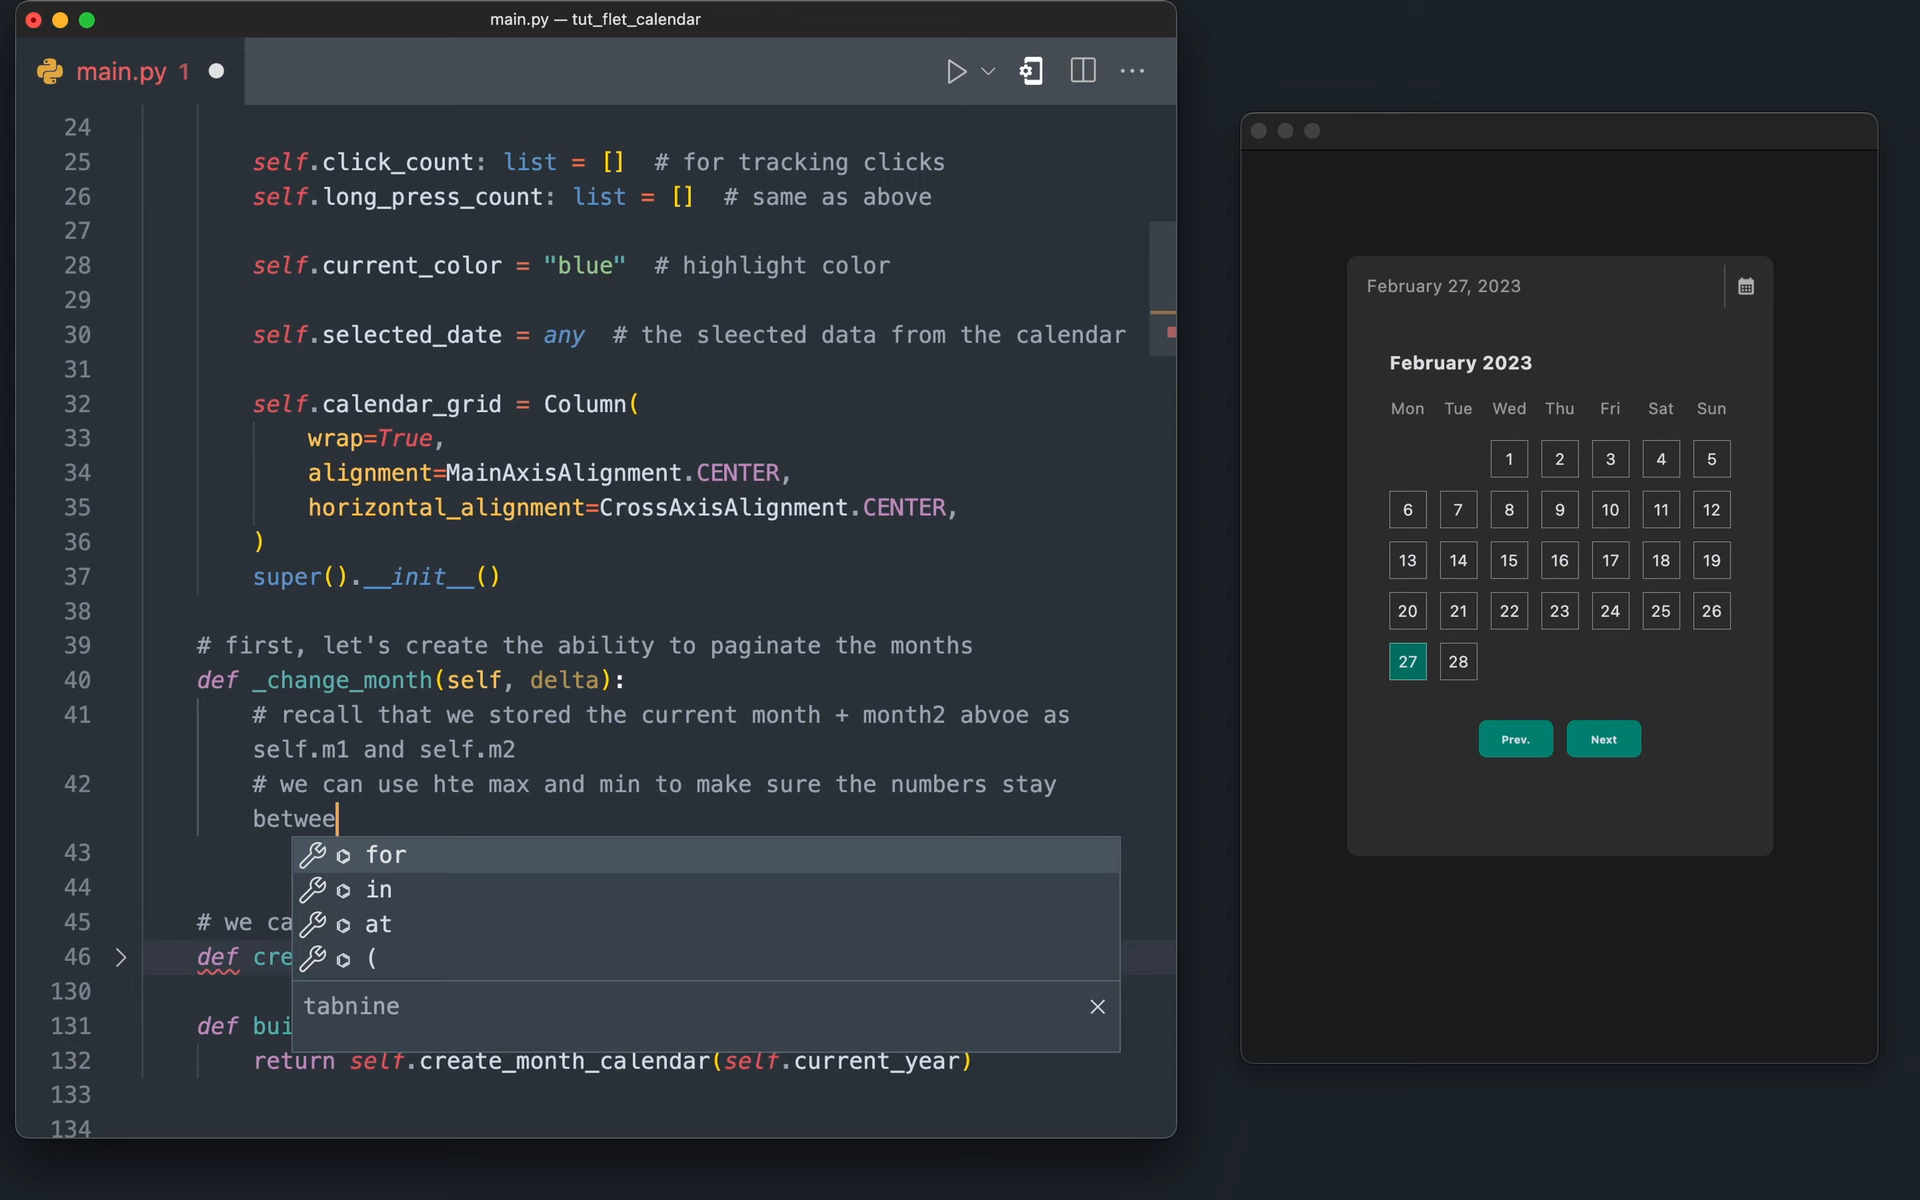 main.py — tut_flet_calendar
main.py 1
24
25 self.click_count: list = [] # for tracking clicks
26 self.long_press_count: list = [] # same as above
27
28 self.current_color = "blue" # highlight color
29
30 self.selected_date = any # the sleected data from the calendar
31
32 self.calendar_grid = Column(
33 wrap=True,
34 alignment=MainAxisAlignment.CENTER,
35 horizontal_alignment=CrossAxisAlignment.CENTER,
36 )
37 super().__init__()
38
39 # first, let's create the ability to paginate the months
40 def _change_month(self, delta):
41 # recall that we stored the current month + month2 abvoe as
self.m1 and self.m2
42 # we can use hte max and min to make sure the numbers stay
betwee
43
for
in
44
at
45 # we ca
(
46 def cre
tabnine
130
131 def bui
132 return self.create_month_calendar(self.current_year)
133
134
February 27, 2023
February 2023
Mon Tue Wed Thu Fri Sat Sun
1 2 3 4 5
6 7 8 9 10 11 12
13 14 15 16 17 18 19
20 21 22 23 24 25 26
27 28
Prev. Next